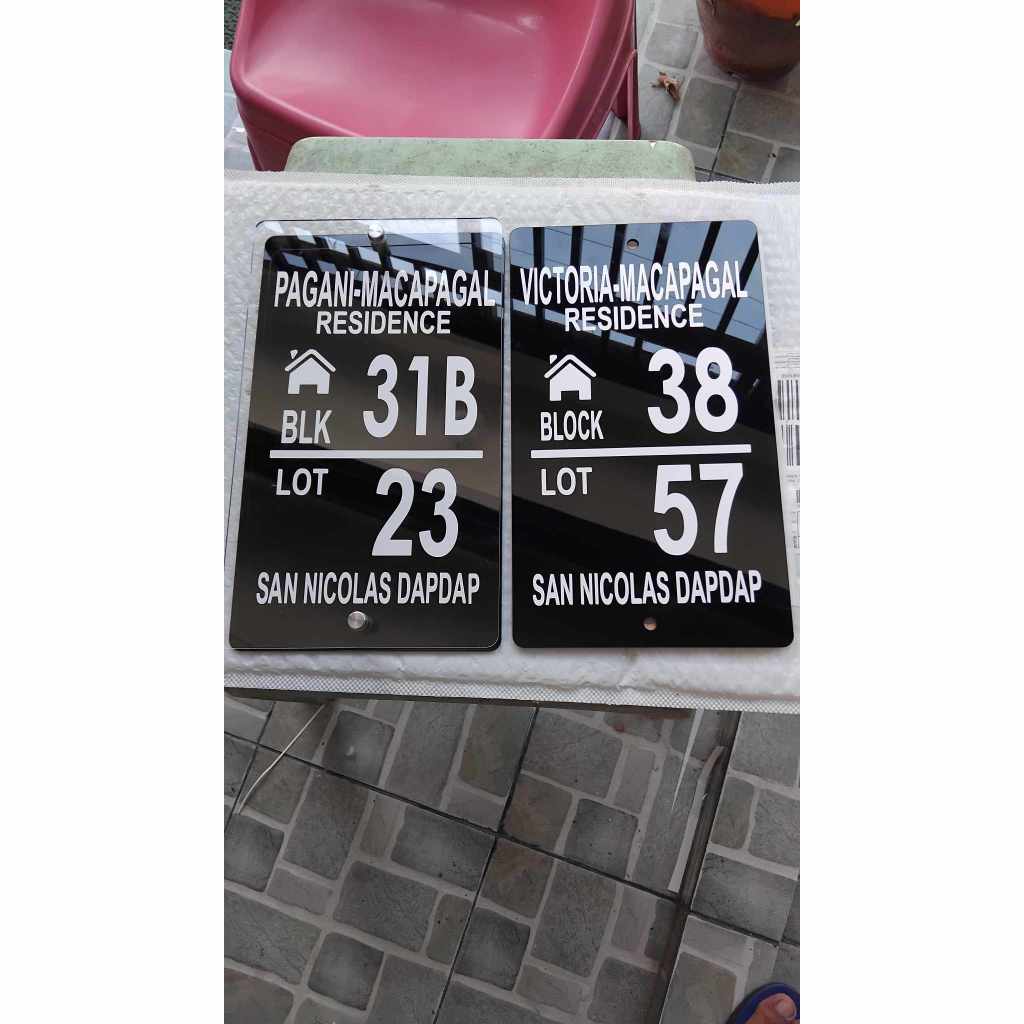 PAGANI-MACAPAGAL
RESIDENCE
BLK 31B
LOT 23
SAN NICOLAS DAPDAP
VICTORIA-MACAPAGAL
RESIDENCE
BLOCK 38
LOT 57
SAN NICOLAS DAPDAP